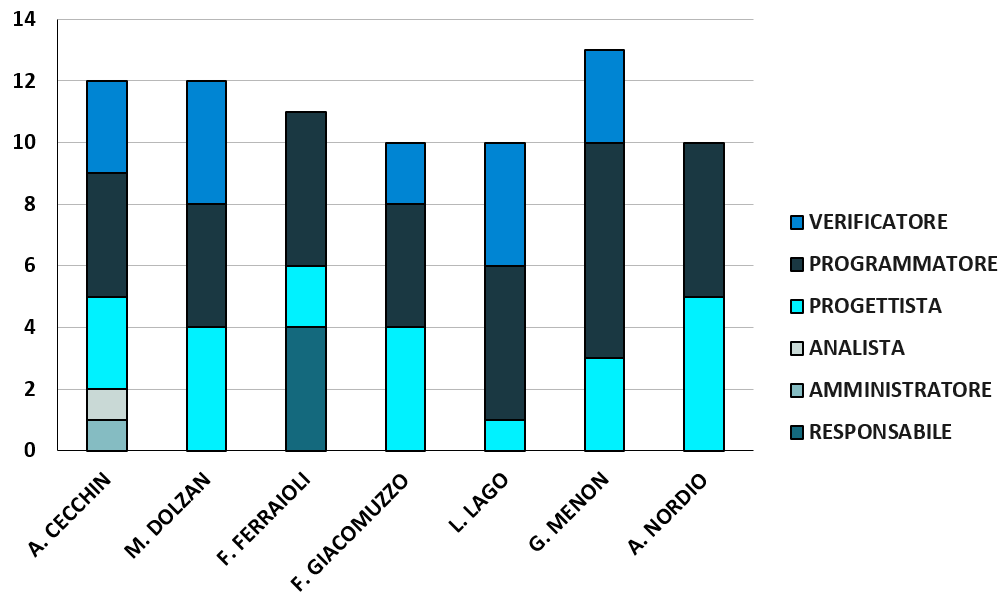 14
12
10
8
6
4
2
0
A. CECCHIN
M. DOLZAN
F. FERRAIOLI
F. GIACOMUZZO
L. LAGO
G. MENON
A. NORDIO
VERIFICATORE
PROGRAMMATORE
PROGETTISTA
ANALISTA
AMMINISTRATORE
RESPONSABILE